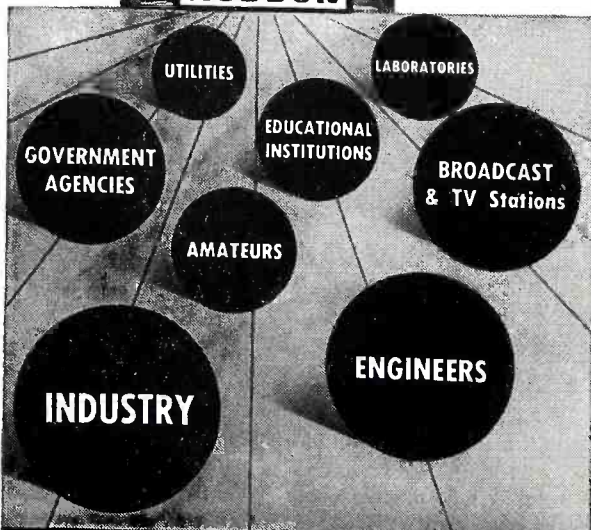 UTILITIES
LABORATORIES
EDUCATIONAL
INSTITUTIONS
GOVERNMENT
AGENCIES
BROADCAST
& TV Stations
AMATEURS
ENGINEERS
INDUSTRY